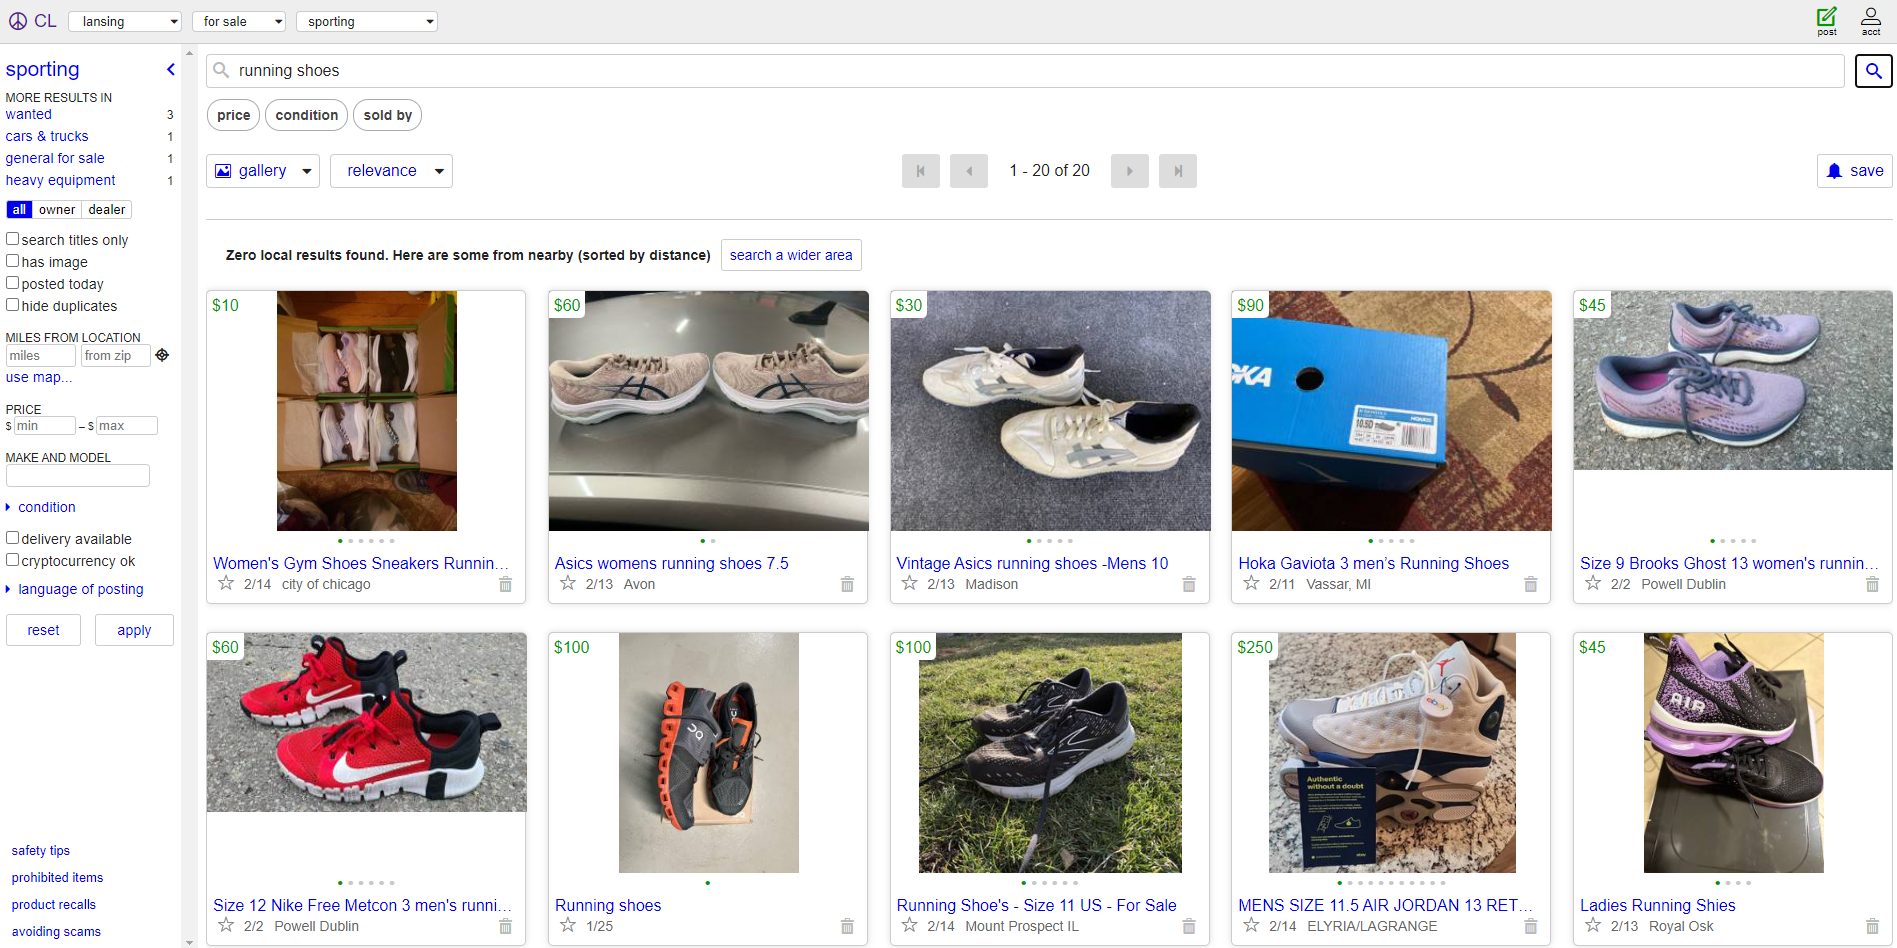 CL lansing for sale sporting post acct
sporting
MORE RESULTS IN
wanted 3
cars & trucks 1
general for sale 1
heavy equipment 1
all owner dealer
search titles only
has image
posted today
hide duplicates
MILES FROM LOCATION
miles from zip
use map...
PRICE
$ min – $ max
MAKE AND MODEL
condition
delivery available
cryptocurrency ok
language of posting
reset apply
safety tips
prohibited items
product recalls
avoiding scams
running shoes
price condition sold by
gallery relevance 1 - 20 of 20 save
Zero local results found. Here are some from nearby (sorted by distance) search a wider area
$10
Women's Gym Shoes Sneakers Runnin...
2/14 city of chicago
$60
Asics womens running shoes 7.5
2/13 Avon
$30
Vintage Asics running shoes -Mens 10
2/13 Madison
$90
OKA
HOKA
10.5D
Hoka Gaviota 3 men's Running Shoes
2/11 Vassar, MI
$45
Size 9 Brooks Ghost 13 women's runnin...
2/2 Powell Dublin
$60
Size 12 Nike Free Metcon 3 men's runni...
2/2 Powell Dublin
$100
Running shoes
1/25
$100
Running Shoe's - Size 11 US - For Sale
2/14 Mount Prospect IL
$250
ebay
Authentic
without a doubt
MENS SIZE 11.5 AIR JORDAN 13 RET...
2/14 ELYRIA/LAGRANGE
$45
AIR
Ladies Running Shies
2/13 Royal Osk